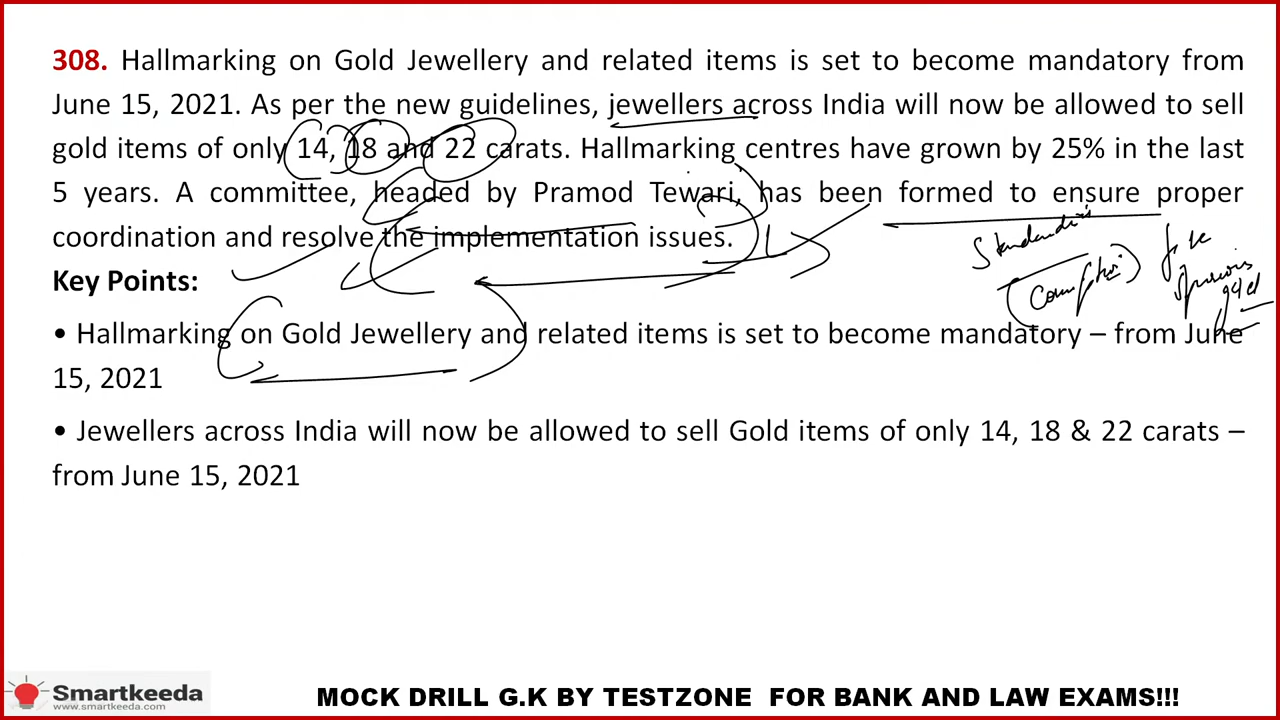 308. Hallmarking on Gold Jewellery and related items is set to become mandatory from
June 15, 2021. As per the new guidelines, jewellers across India will now be allowed to sell
gold items of only 14, 18 and 22 carats. Hallmarking centres have grown by 25% in the last
5 years. A committee, headed by Pramod Tewari, has been formed to ensure proper
coordination and resolve the implementation issues.
Key Points:
• Hallmarking on Gold Jewellery and related items is set to become mandatory – from June
15, 2021
• Jewellers across India will now be allowed to sell Gold items of only 14, 18 & 22 carats –
from June 15, 2021
Smartkeeda
www.smartkeeda.com
MOCK DRILL G.K BY TESTZONE FOR BANK AND LAW EXAMS!!!